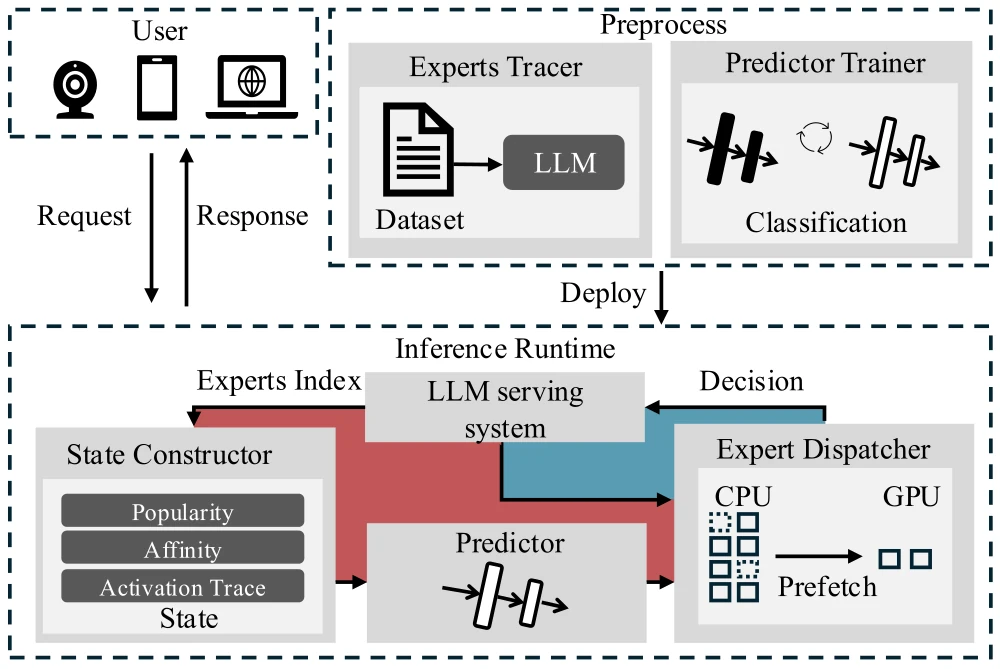 User
Request
Response
Preprocess
Experts Tracer
Dataset
LLM
Predictor Trainer
Classification
Deploy
Inference Runtime
Experts Index
LLM serving
system
Decision
State Constructor
Popularity
Affinity
Activation Trace
State
Predictor
Expert Dispatcher
CPU
GPU
Prefetch